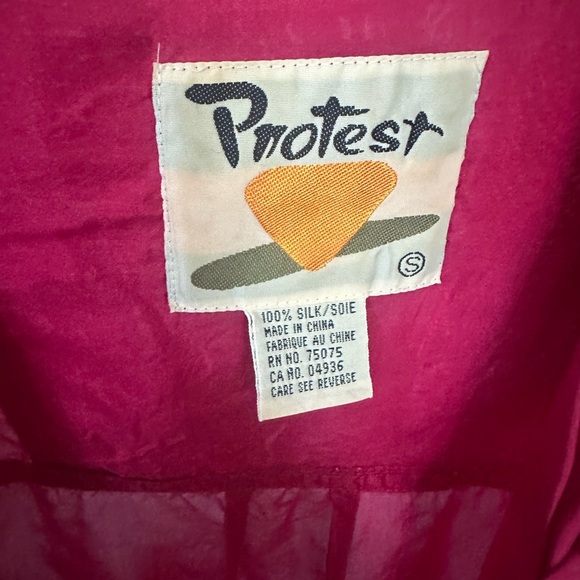 Protest
S
100% SILK/SOIE
MADE IN CHINA
FABRIQUE AU CHINE
RN NO. 75075
CA NO. 04936
CARE SEE REVERSE